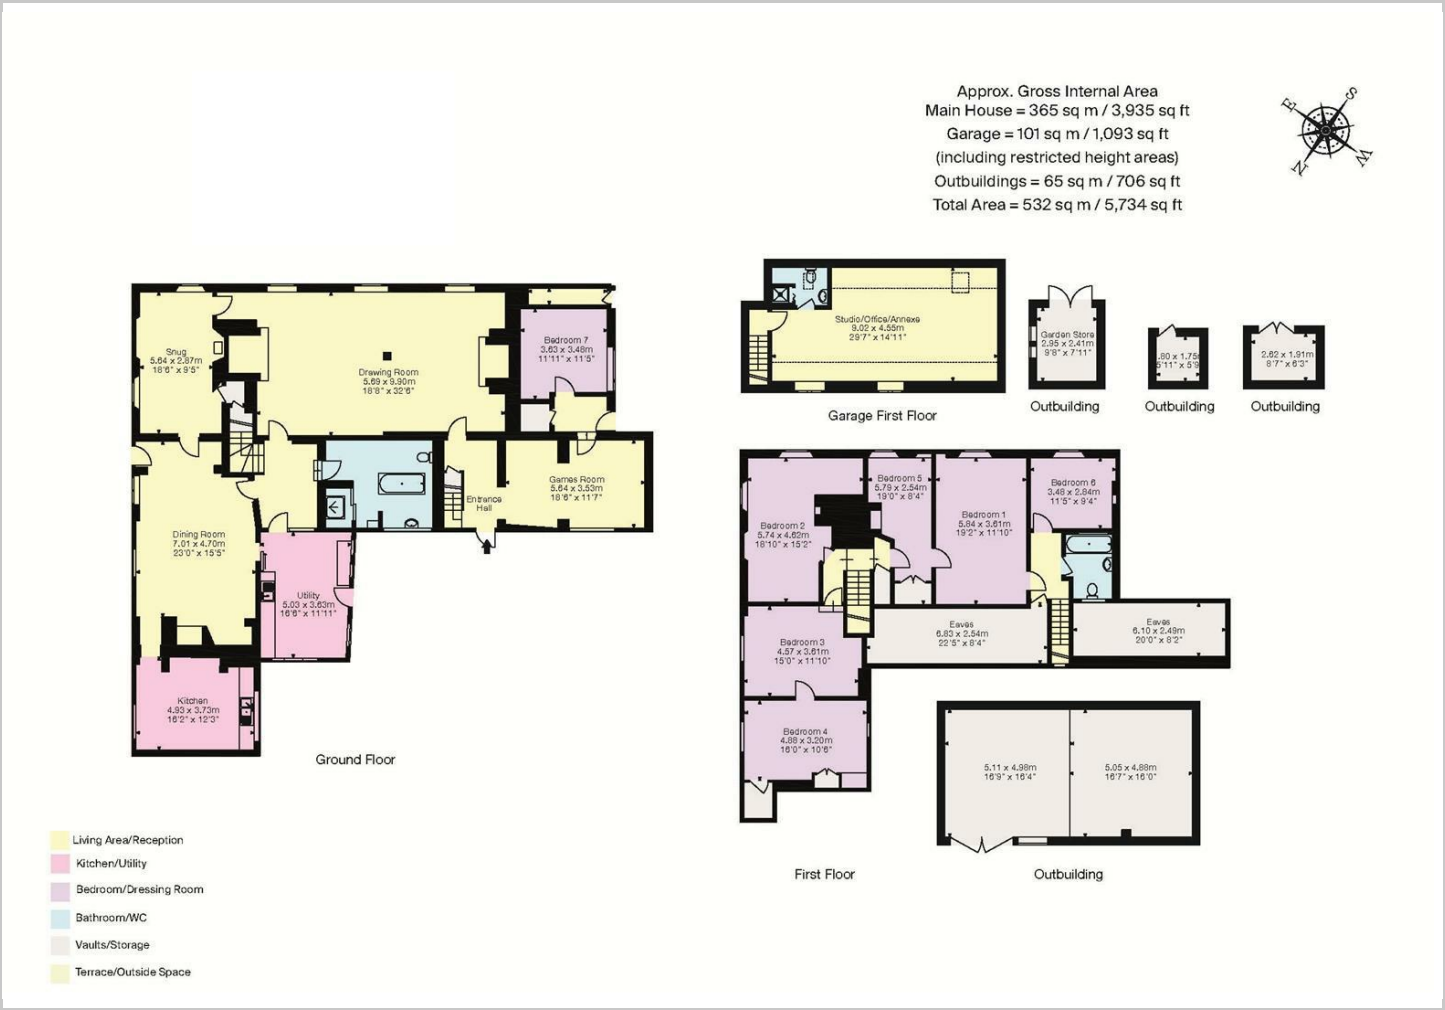 Approx. Gross Internal Area
Main House = 365 sq m / 3,935 sq ft
Garage = 101 sq m / 1,093 sq ft
(including restricted height areas)
Outbuildings = 65 sq m / 706 sq ft
Total Area = 532 sq m / 5,734 sq ft
E
S
N
W
Snug
5.64 x 2.87m
18'6" x 9'5"
Drawing Room
5.69 x 9.90m
18'8" x 32'6"
Bedroom 7
3.63 x 3.48m
11'11" x 11'5"
Games Room
5.64 x 3.53m
18'6" x 11'7"
Entrance
Hall
Dining Room
7.01 x 4.70m
23'0" x 15'5"
Utility
5.03 x 3.63m
16'6" x 11'11"
Kitchen
4.93 x 3.73m
16'2" x 12'3"
Ground Floor
Studio/Office/Annexe
9.02 x 4.55m
29'7" x 14'11"
Garage First Floor
Garden Store
2.95 x 2.41m
9'8" x 7'11"
Outbuilding
.80 x 1.75
5'11" x 5'9
Outbuilding
2.62 x 1.91m
8'7" x 6'3"
Outbuilding
Bedroom 2
5.74 x 4.62m
18'10" x 15'2"
Bedroom 5
5.79 x 2.54m
19'0" x 8'4"
Bedroom 1
5.84 x 3.61m
19'2" x 11'10"
Bedroom 6
3.48 x 2.84m
11'5" x 9'4"
Bedroom 3
4.57 x 3.61m
15'0" x 11'10"
Eaves
6.83 x 2.54m
22'5" x 8'4"
Eaves
6.10 x 2.49m
20'0" x 8'2"
Bedroom 4
4.88 x 3.20m
16'0" x 10'6"
First Floor
5.11 x 4.98m
16'9" x 16'4"
5.05 x 4.88m
16'7" x 16'0"
Outbuilding
Living Area/Reception
Kitchen/Utility
Bedroom/Dressing Room
Bathroom/WC
Vaults/Storage
Terrace/Outside Space